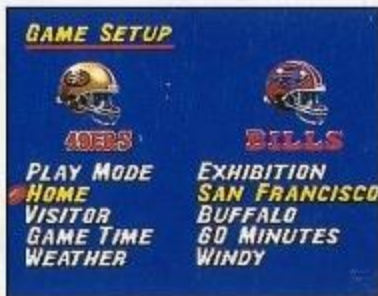 GAME SETUP
49ERS BILLS
PLAY MODE EXHIBITION
HOME SAN FRANCISCO
VISITOR BUFFALO
GAME TIME 60 MINUTES
WEATHER WINDY